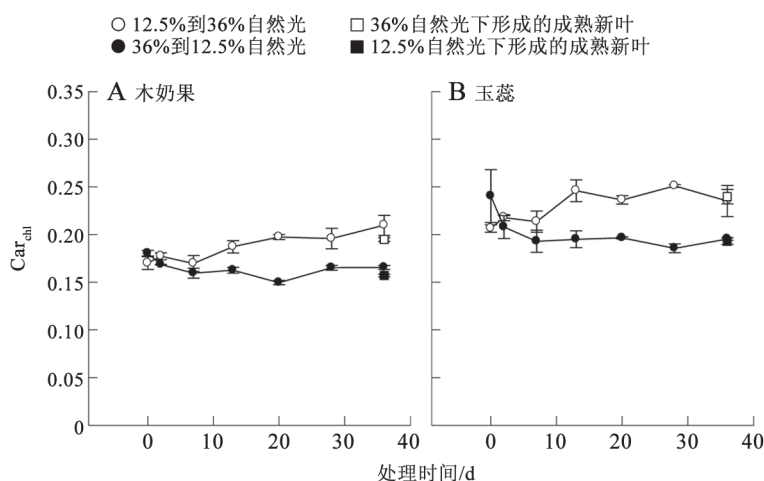 12.5%到36%自然光 36%自然光下形成的成熟新叶
36%到12.5%自然光 12.5%自然光下形成的成熟新叶
A 木奶果 B 玉蕊
0.35
0.30
0.25
0.20
0.15
0.10
0.05
0
Carchl
0 10 20 30 40 0 10 20 30 40
处理时间/d